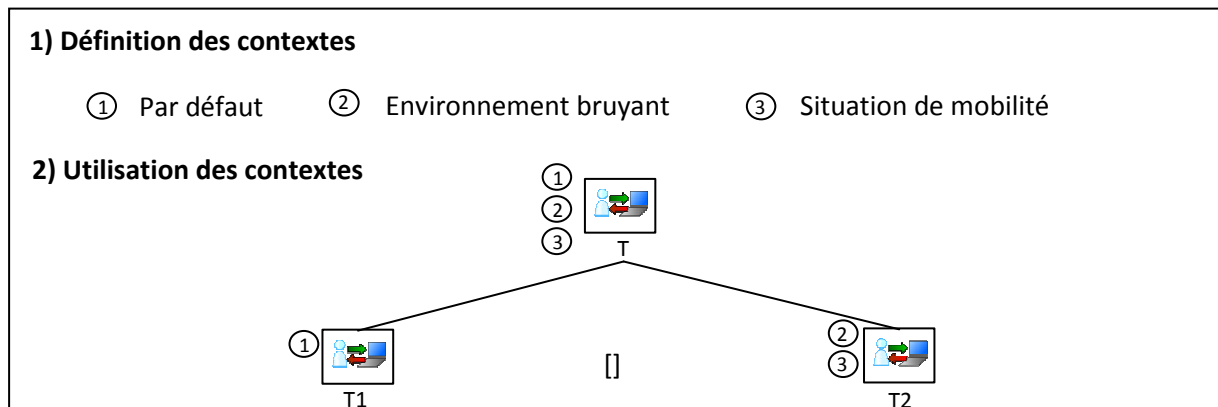 1) Définition des contextes
① Par défaut ② Environnement bruyant ③ Situation de mobilité
2) Utilisation des contextes
①
②
③
T
① [] ②
③
T1 T2